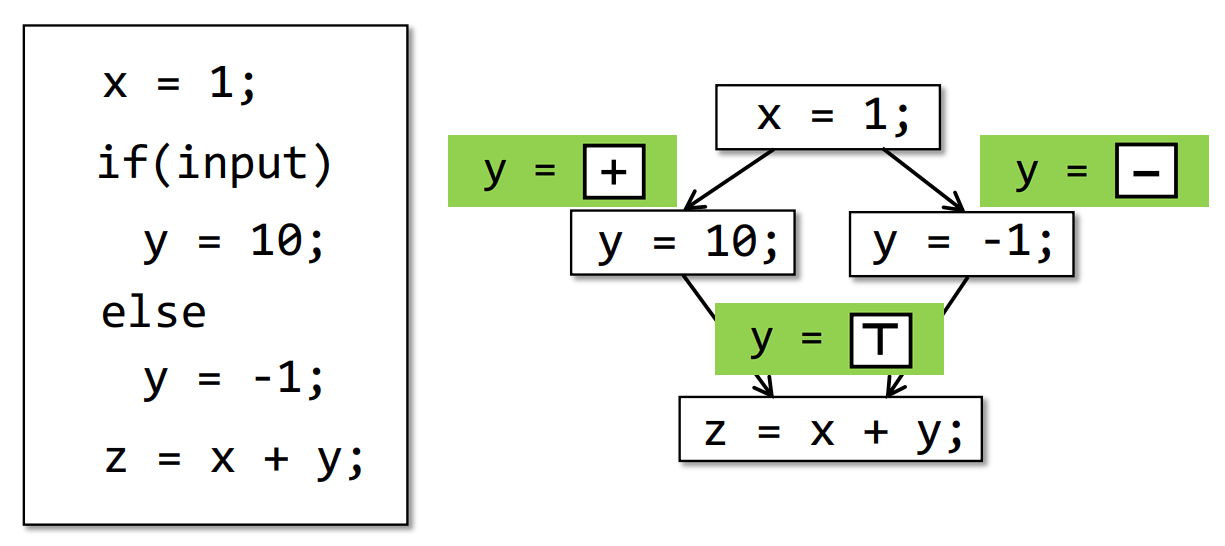 x = 1;
if(input)
y = 10;
else
y = -1;
z = x + y;
x = 1;
y = +
y = −
y = 10;
y = -1;
y = ⊤
z = x + y;